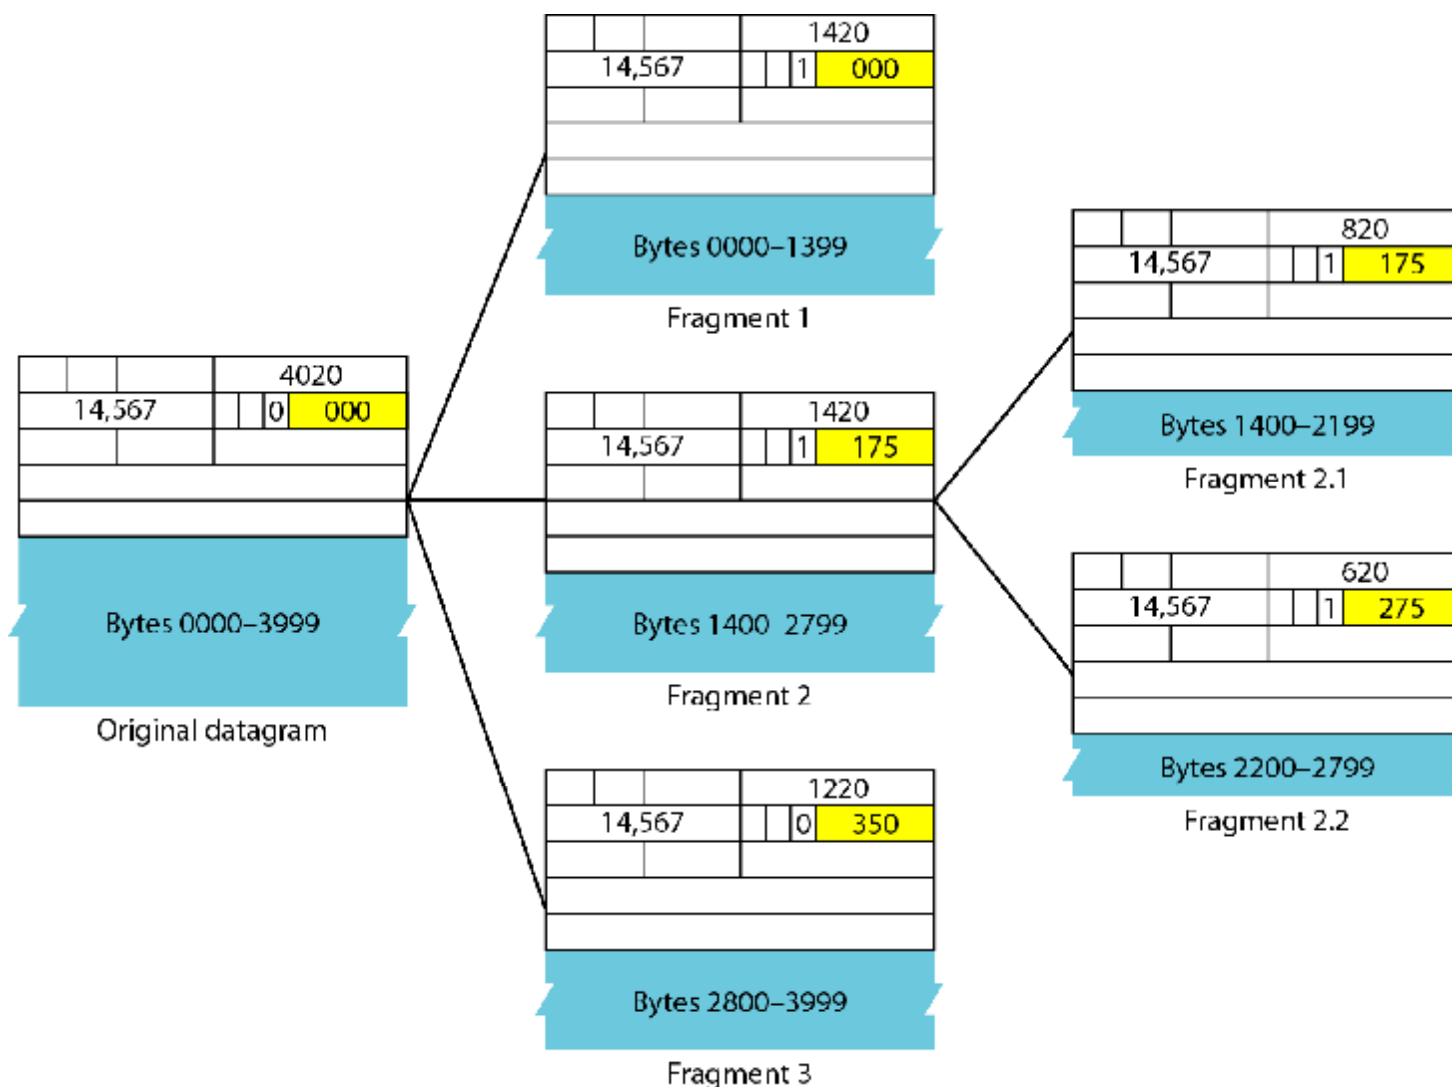 4020
14,567 0 000
Bytes 0000–3999
Original datagram
1420
14,567 1 000
Bytes 0000–1399
Fragment 1
1420
14,567 1 175
Bytes 1400 2799
Fragment 2
1220
14,567 0 350
Bytes 2800–3999
Fragment 3
820
14,567 1 175
Bytes 1400–2199
Fragment 2.1
620
14,567 1 275
Bytes 2200–2799
Fragment 2.2